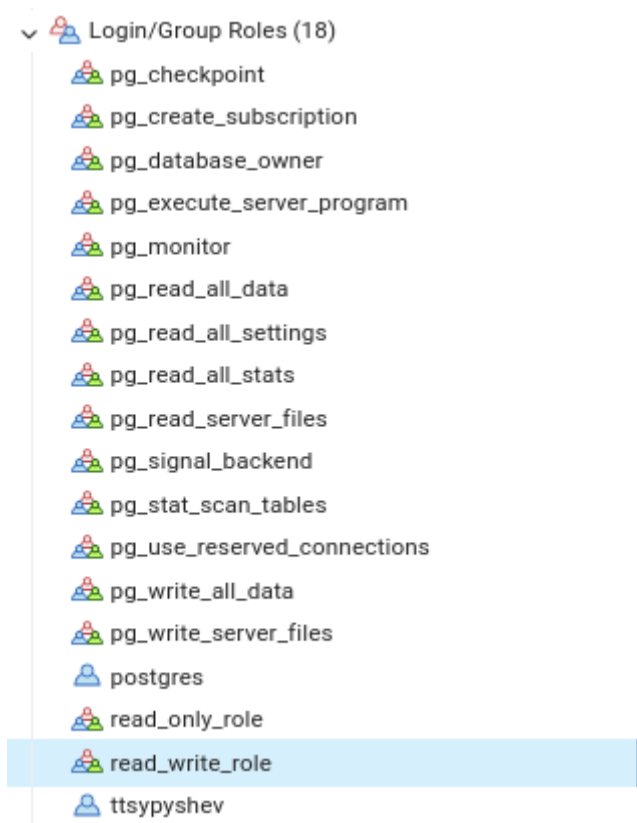 Login/Group Roles (18)
pg_checkpoint
pg_create_subscription
pg_database_owner
pg_execute_server_program
pg_monitor
pg_read_all_data
pg_read_all_settings
pg_read_all_stats
pg_read_server_files
pg_signal_backend
pg_stat_scan_tables
pg_use_reserved_connections
pg_write_all_data
pg_write_server_files
postgres
read_only_role
read_write_role
ttsypyshev